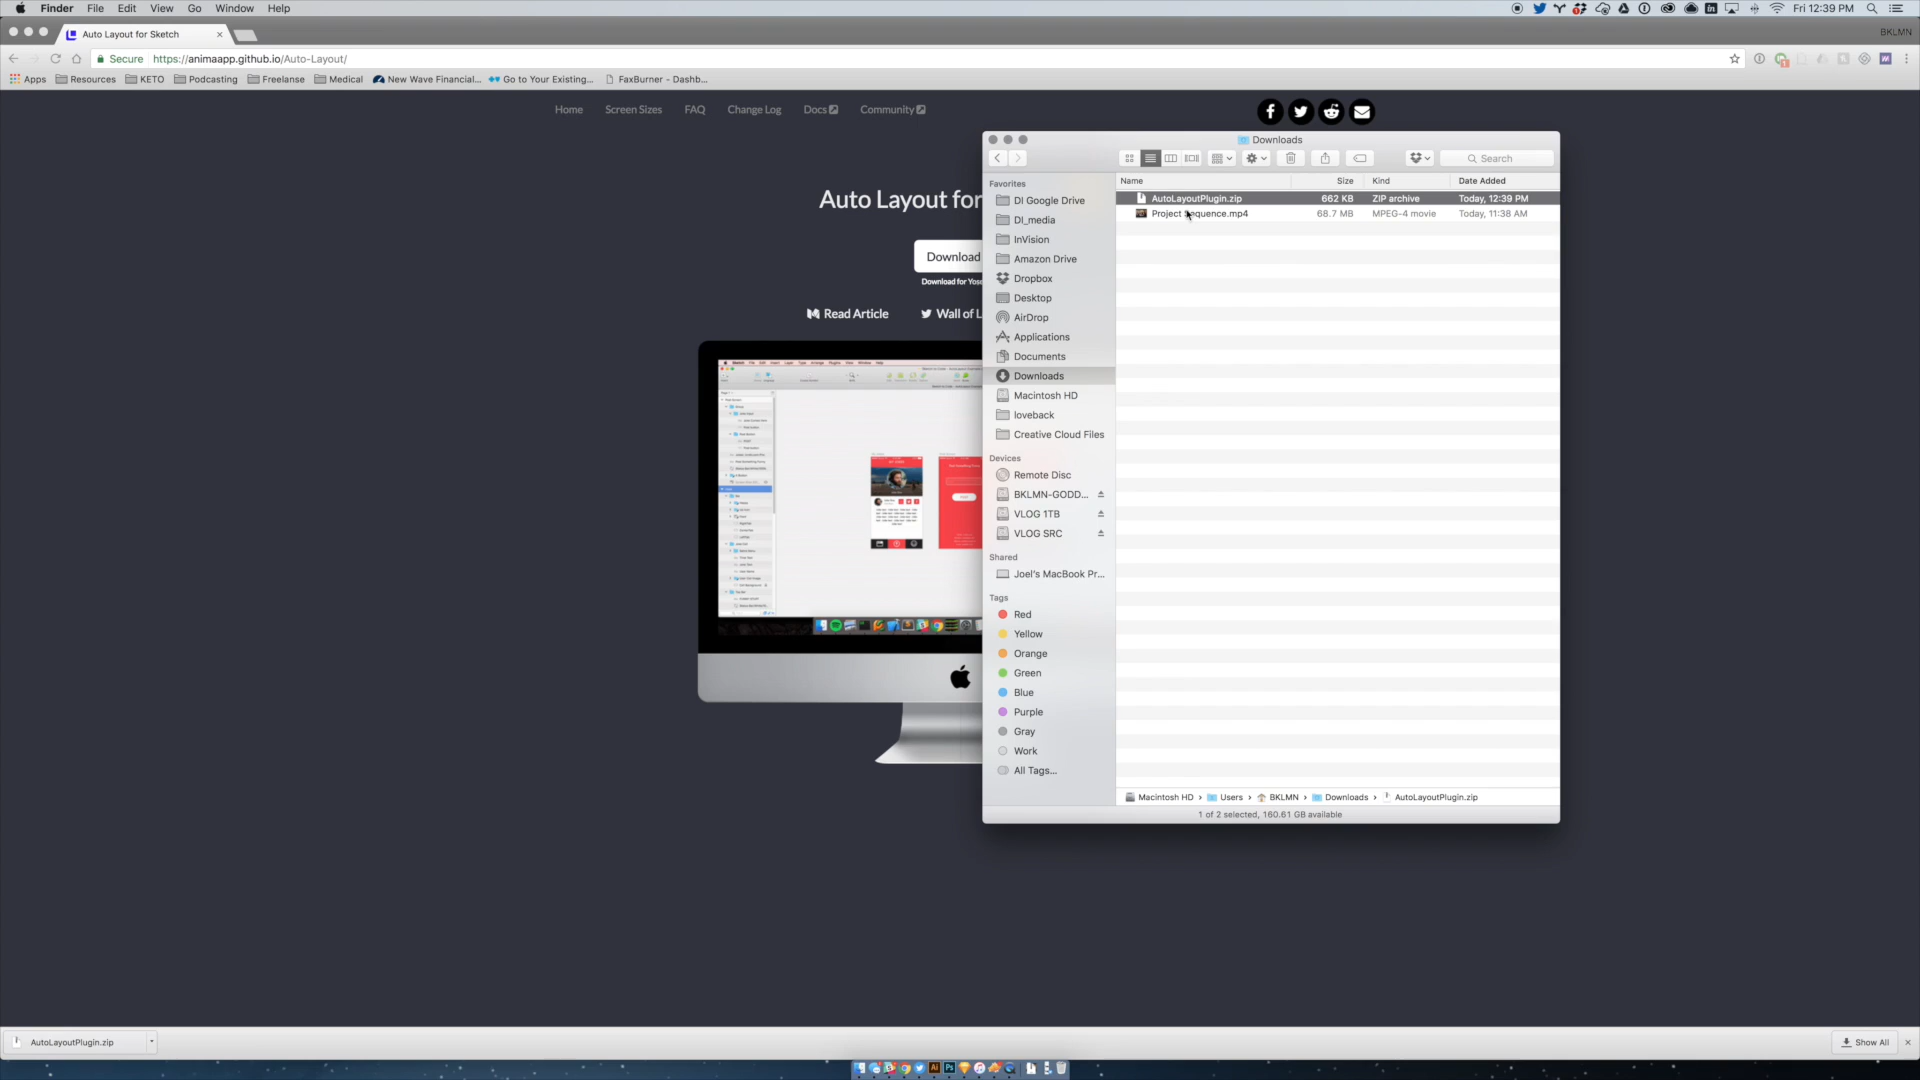 Finder File Edit View Go Window Help
Fri 12:39 PM
Auto Layout for Sketch
BKLMN
Secure https://animaapp.github.io/Auto-Layout/
Apps Resources KETO Podcasting Freelanse Medical New Wave Financial... Go to Your Existing... FaxBurner - Dashb...
Home Screen Sizes FAQ Change Log Docs Community
Auto Layout for
Download
Download for Yose
Read Article Wall of L
Downloads
Search
Name Size Kind Date Added
AutoLayoutPlugin.zip 662 KB ZIP archive Today, 12:39 PM
Project Sequence.mp4 68.7 MB MPEG-4 movie Today, 11:38 AM
Favorites
DI Google Drive
DI_media
InVision
Amazon Drive
Dropbox
Desktop
AirDrop
Applications
Documents
Downloads
Macintosh HD
loveback
Creative Cloud Files
Devices
Remote Disc
BKLMN-GODD...
VLOG 1TB
VLOG SRC
Shared
Joel's MacBook Pr...
Tags
Red
Yellow
Orange
Green
Blue
Purple
Gray
Work
All Tags...
Macintosh HD › Users › BKLMN › Downloads › AutoLayoutPlugin.zip
1 of 2 selected, 160.61 GB available
AutoLayoutPlugin.zip
Show All